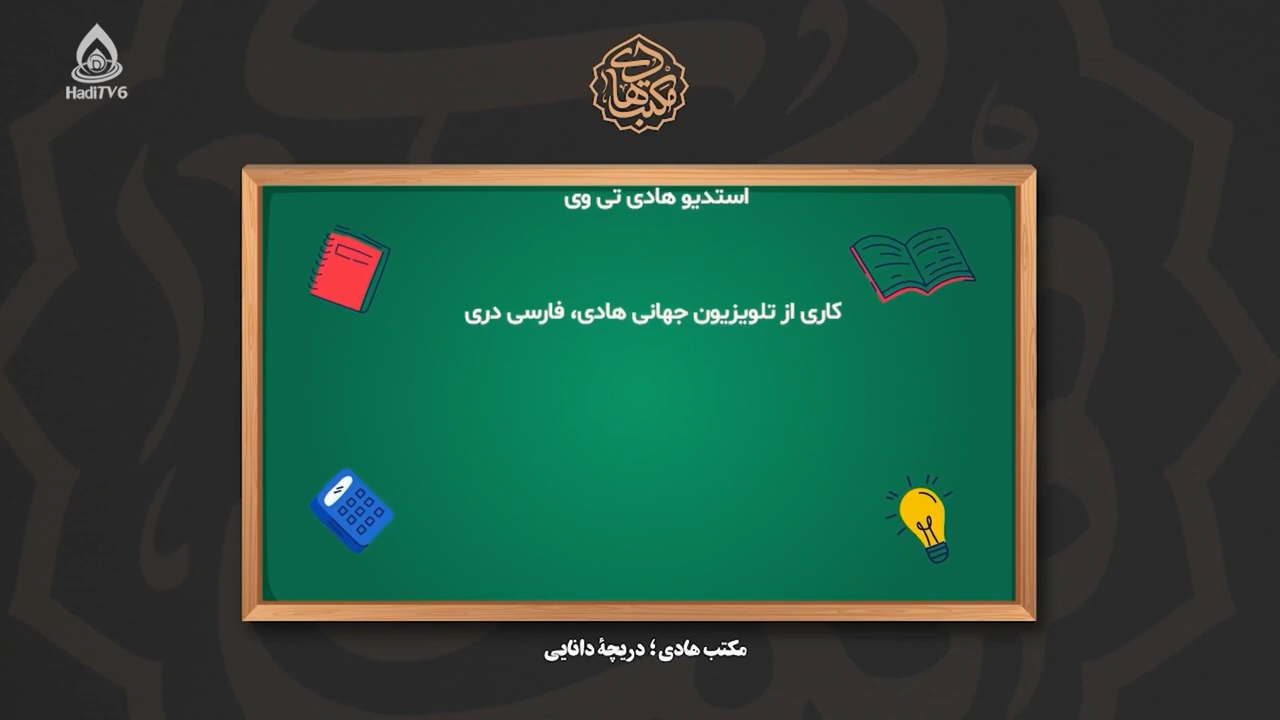 HadiTV6
مکتب هادی
استدیو هادی تی وی
کاری از تلویزیون جهانی هادی، فارسی دری
مکتب هادی؛ دریچهٔ دانایی